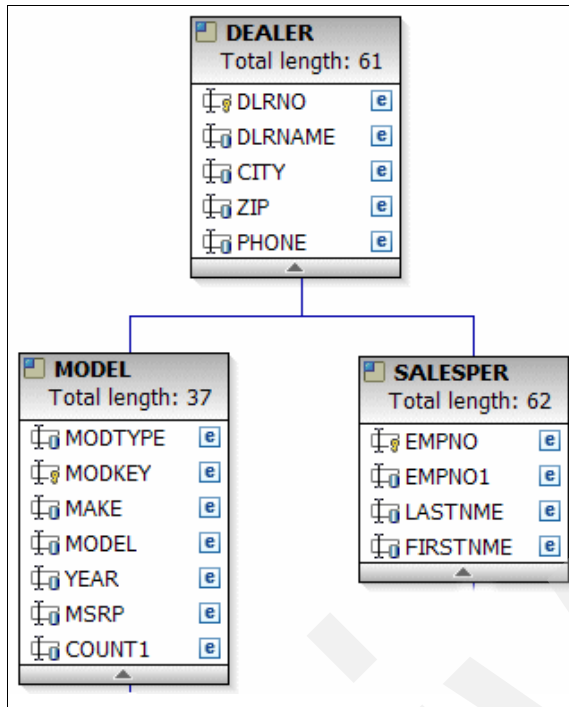 DEALER
Total length: 61
DLRNO e
DLRNAME e
CITY e
ZIP e
PHONE e
MODEL
Total length: 37
MODTYPE e
MODKEY e
MAKE e
MODEL e
YEAR e
MSRP e
COUNT1 e
SALESPER
Total length: 62
EMPNO e
EMPNO1 e
LASTNME e
FIRSTNME e